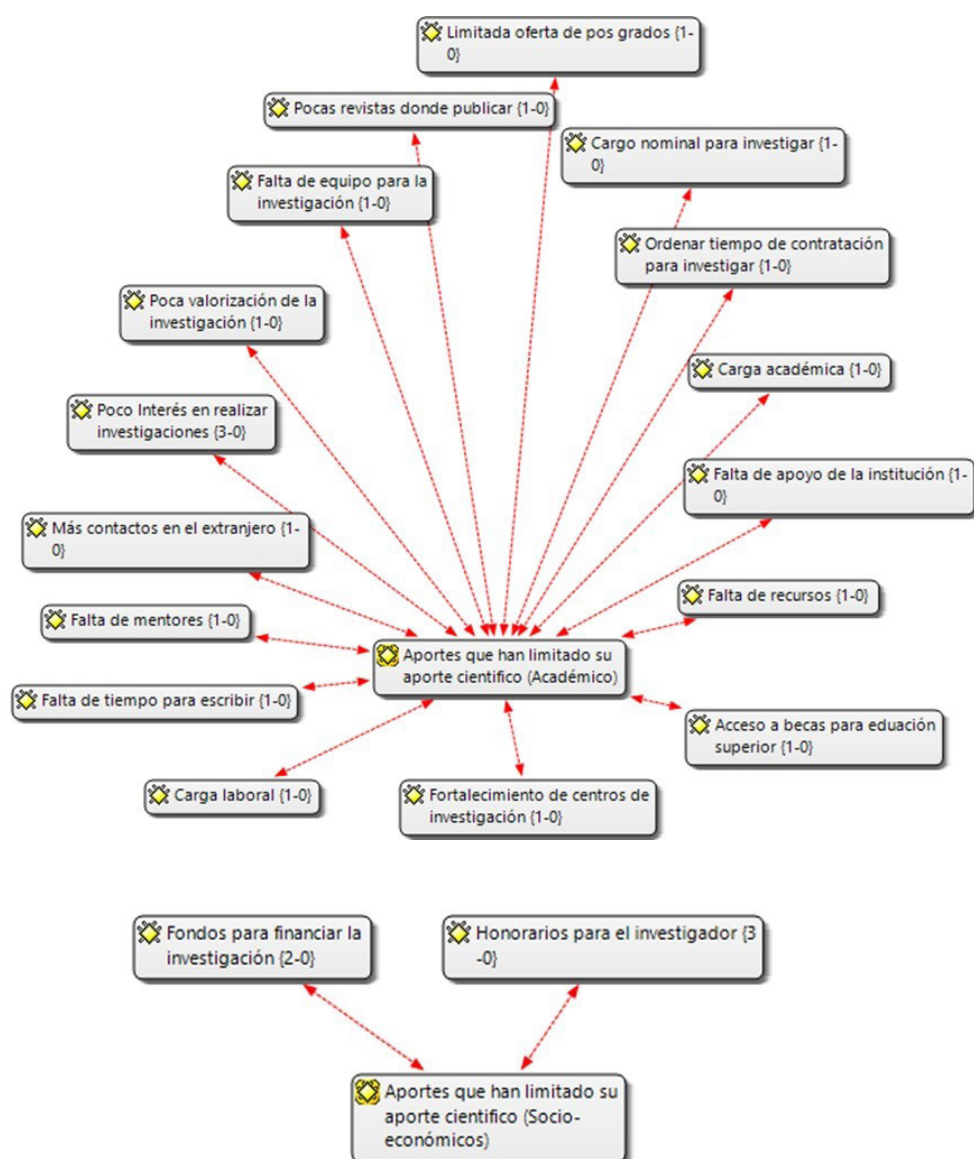 Limitada oferta de pos grados {1-
0}
Pocas revistas donde publicar {1-0}
Cargo nominal para investigar {1-
0}
Falta de equipo para la
investigación {1-0}
Ordenar tiempo de contratación
para investigar {1-0}
Poca valorización de la
investigación {1-0}
Carga académica {1-0}
Poco Interés en realizar
investigaciones {3-0}
Falta de apoyo de la institución {1-
0}
Más contactos en el extranjero {1-
0}
Falta de recursos {1-0}
Falta de mentores {1-0}
Aportes que han limitado su
aporte cientifico (Académico)
Falta de tiempo para escribir {1-0}
Acceso a becas para eduación
superior {1-0}
Carga laboral {1-0}
Fortalecimiento de centros de
investigación {1-0}
Fondos para financiar la
investigación {2-0}
Honorarios para el investigador {3
-0}
Aportes que han limitado su
aporte cientifico (Socio-
económicos)